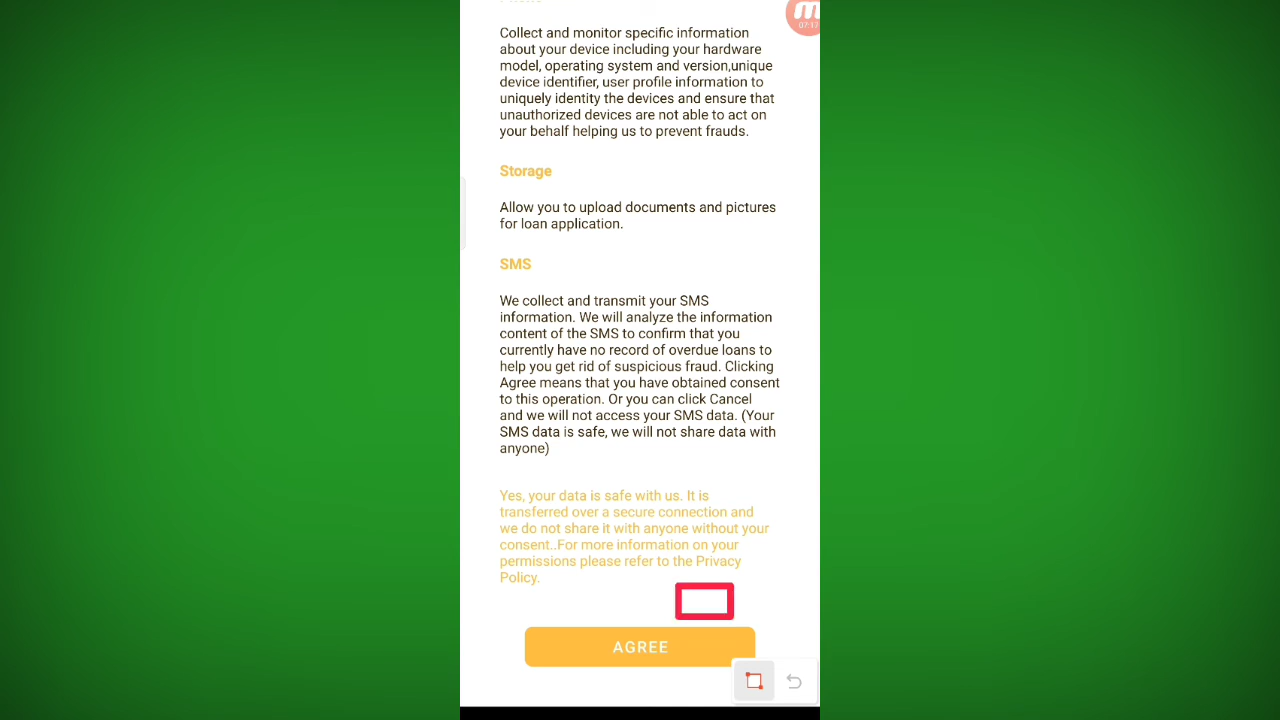 Collect and monitor specific information
about your device including your hardware
model, operating system and version,unique
device identifier, user profile information to
uniquely identity the devices and ensure that
unauthorized devices are not able to act on
your behalf helping us to prevent frauds.
Storage
Allow you to upload documents and pictures
for loan application.
SMS
We collect and transmit your SMS
information. We will analyze the information
content of the SMS to confirm that you
currently have no record of overdue loans to
help you get rid of suspicious fraud. Clicking
Agree means that you have obtained consent
to this operation. Or you can click Cancel
and we will not access your SMS data. (Your
SMS data is safe, we will not share data with
anyone)
Yes, your data is safe with us. It is
transferred over a secure connection and
we do not share it with anyone without your
consent..For more information on your
permissions please refer to the Privacy
Policy.
AGREE